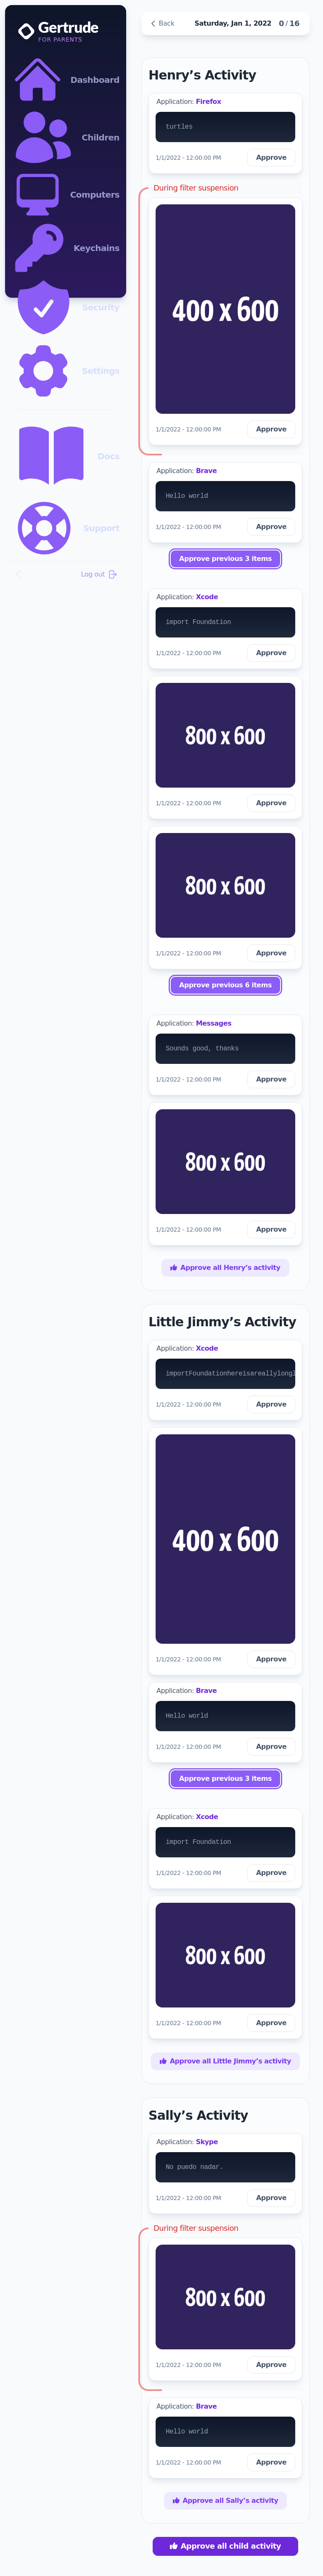 Gertrude
FOR PARENTS
Dashboard
Children
Computers
Keychains
Security
Settings
Docs
Support
Log out
Back
Saturday, Jan 1, 2022
0 / 16
Henry’s Activity
Application: Firefox
turtles
1/1/2022 - 12:00:00 PM
Approve
During filter suspension
400 x 600
1/1/2022 - 12:00:00 PM
Approve
Application: Brave
Hello world
1/1/2022 - 12:00:00 PM
Approve
Approve previous 3 items
Application: Xcode
import Foundation
1/1/2022 - 12:00:00 PM
Approve
800 x 600
1/1/2022 - 12:00:00 PM
Approve
800 x 600
1/1/2022 - 12:00:00 PM
Approve
Approve previous 6 items
Application: Messages
Sounds good, thanks
1/1/2022 - 12:00:00 PM
Approve
800 x 600
1/1/2022 - 12:00:00 PM
Approve
Approve all Henry’s activity
Little Jimmy’s Activity
Application: Xcode
importFoundationhereisareallylongl
1/1/2022 - 12:00:00 PM
Approve
400 x 600
1/1/2022 - 12:00:00 PM
Approve
Application: Brave
Hello world
1/1/2022 - 12:00:00 PM
Approve
Approve previous 3 items
Application: Xcode
import Foundation
1/1/2022 - 12:00:00 PM
Approve
800 x 600
1/1/2022 - 12:00:00 PM
Approve
Approve all Little Jimmy’s activity
Sally’s Activity
Application: Skype
No puedo nadar.
1/1/2022 - 12:00:00 PM
Approve
During filter suspension
800 x 600
1/1/2022 - 12:00:00 PM
Approve
Application: Brave
Hello world
1/1/2022 - 12:00:00 PM
Approve
Approve all Sally’s activity
Approve all child activity